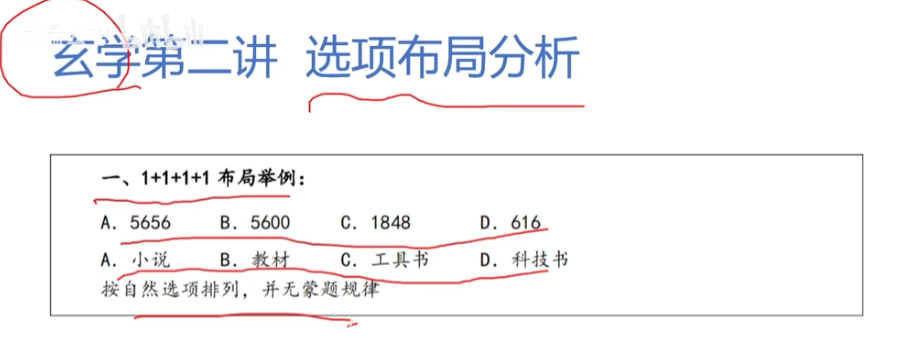 玄学第二讲 选项布局分析
一、1+1+1+1 布局举例：
A. 5656 B. 5600 C. 1848 D. 616
A. 小说 B. 教材 C. 工具书 D. 科技书
按自然选项排列，并无蒙题规律